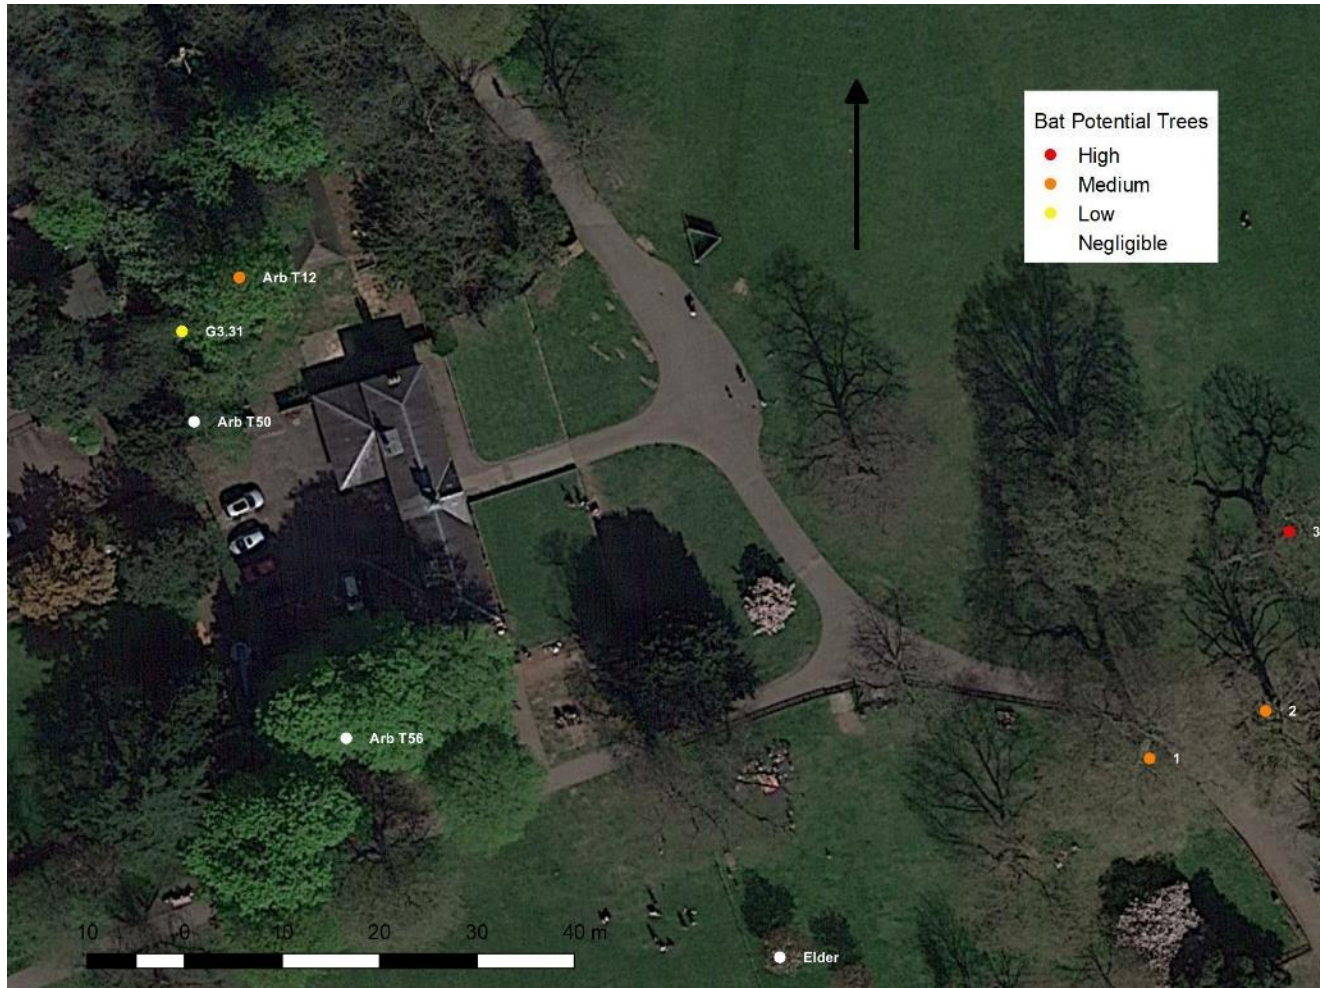 Bat Potential Trees
High
Medium
Low
Negligible
Arb T12
G3.31
Arb T50
3
2
Arb T56
1
10 0 10 20 30 40 m
Elder